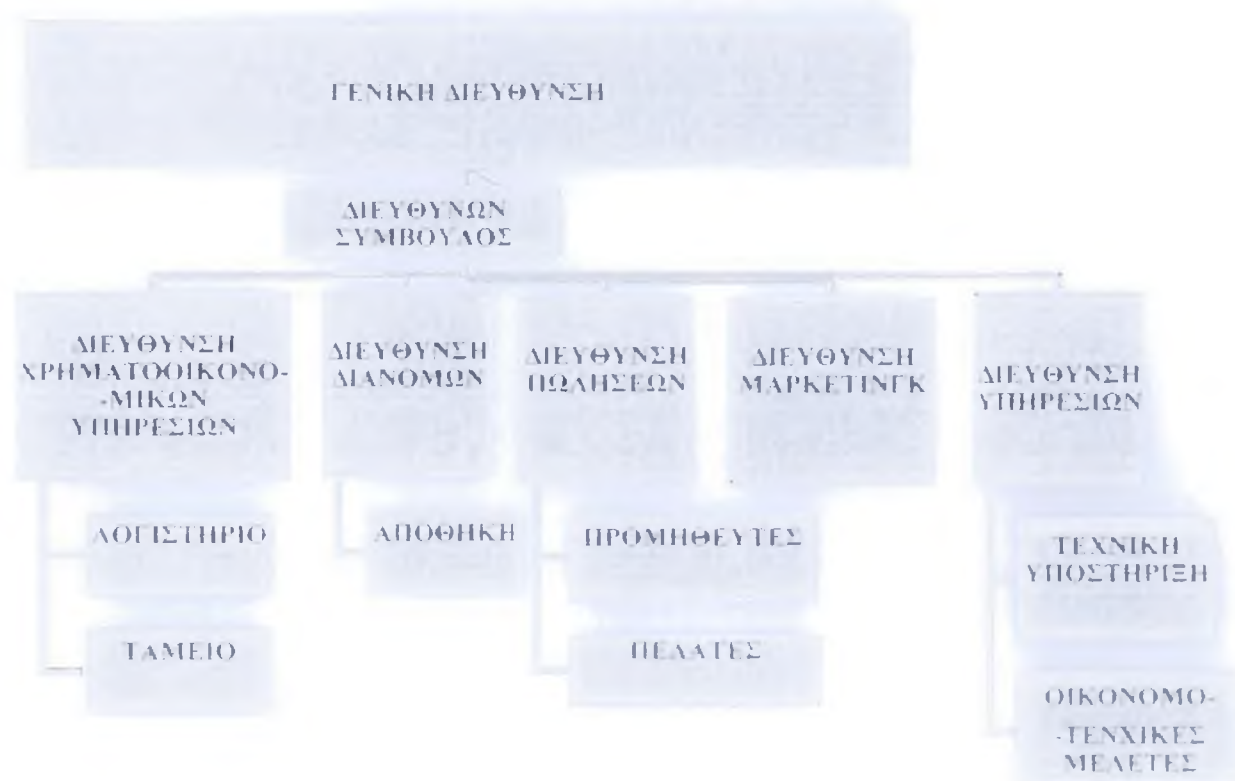 ΓΕΝΙΚΗ ΔΙΕΥΘΥΝΣΗ
ΔΙΕΥΘΥΝΩΝ
ΣΥΜΒΟΥΛΟΣ
ΔΙΕΥΘΥΝΣΗ
ΧΡΗΜΑΤΟΟΙΚΟΝΟ-
-ΜΙΚΩΝ
ΥΠΗΡΕΣΙΩΝ
ΔΙΕΥΘΥΝΣΗ
ΔΙΑΝΟΜΩΝ
ΔΙΕΥΘΥΝΣΗ
ΠΩΛΗΣΕΩΝ
ΔΙΕΥΘΥΝΣΗ
ΜΑΡΚΕΤΙΝΓΚ
ΔΙΕΥΘΥΝΣΗ
ΥΠΗΡΕΣΙΩΝ
ΛΟΓΙΣΤΗΡΙΟ
ΑΠΟΘΗΚΗ
ΠΡΟΜΗΘΕΥΤΕΣ
ΤΕΧΝΙΚΗ
ΥΠΟΣΤΗΡΙΞΗ
ΤΑΜΕΙΟ
ΠΕΛΑΤΕΣ
ΟΙΚΟΝΟΜΟ-
-ΤΕΝΧΙΚΕΣ
ΜΕΛΕΤΕΣ